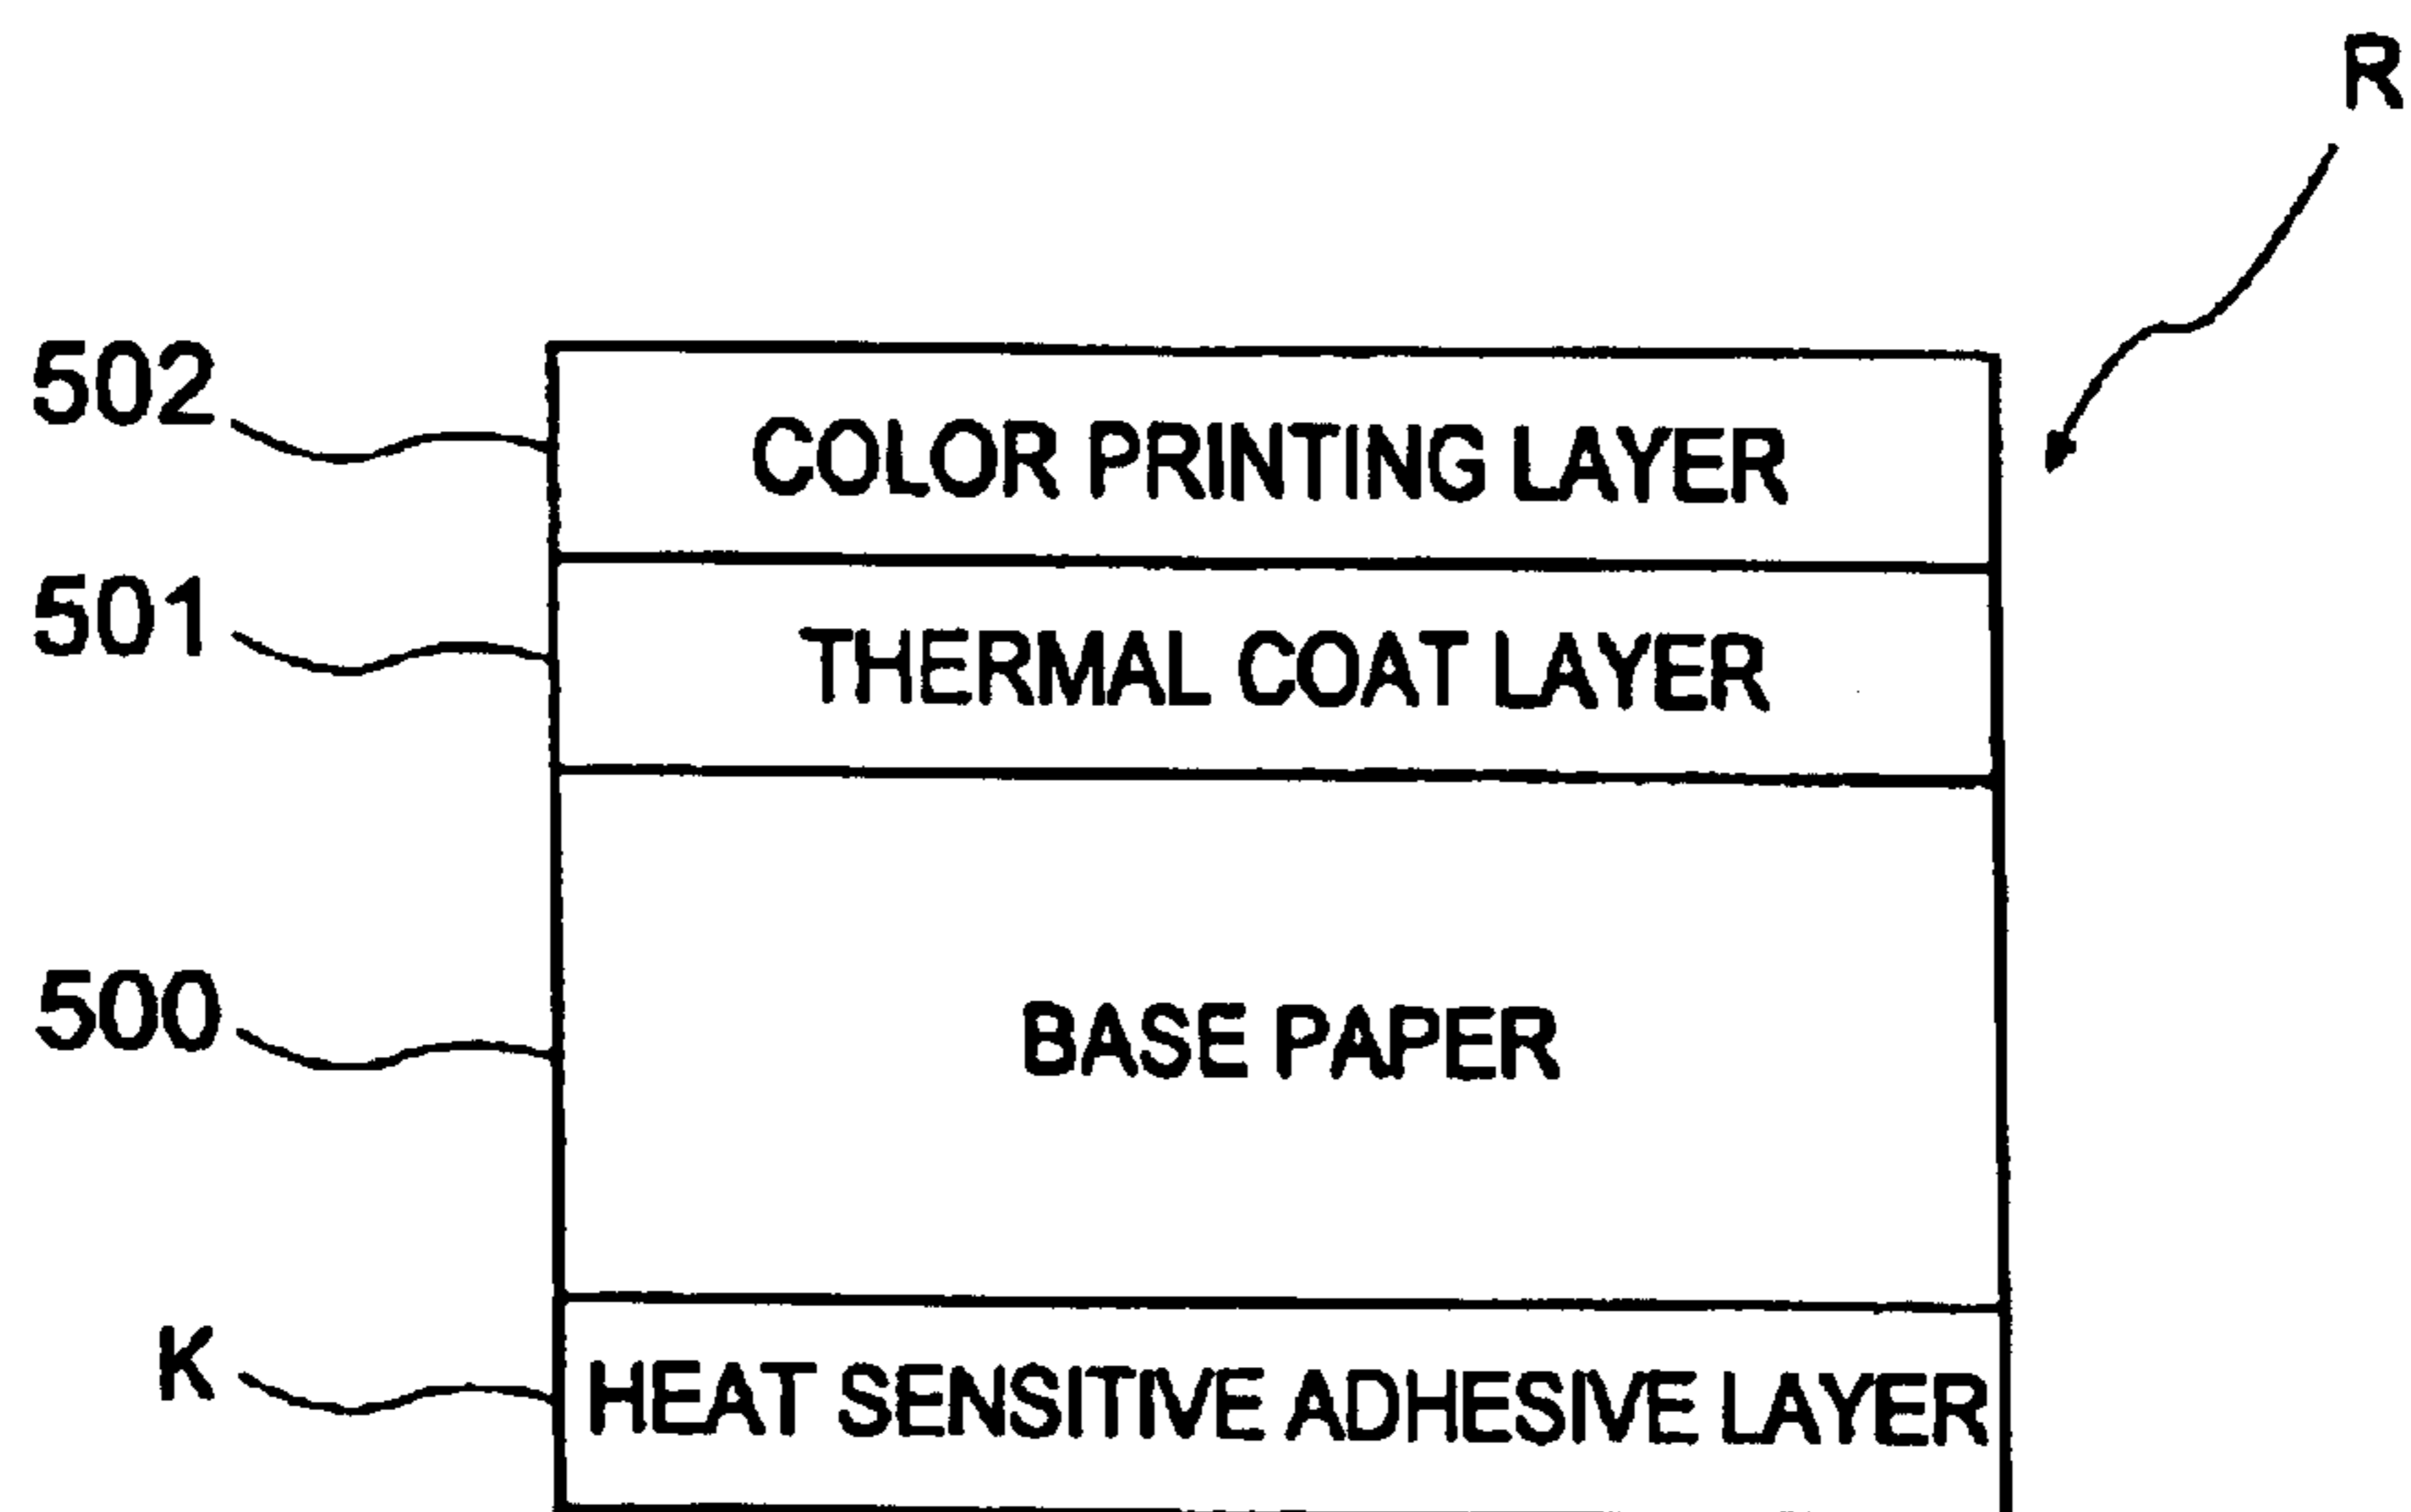 R
502
COLOR PRINTING LAYER
501
THERMAL COAT LAYER
500
BASE PAPER
K
HEAT SENSITIVE ADHESIVE LAYER